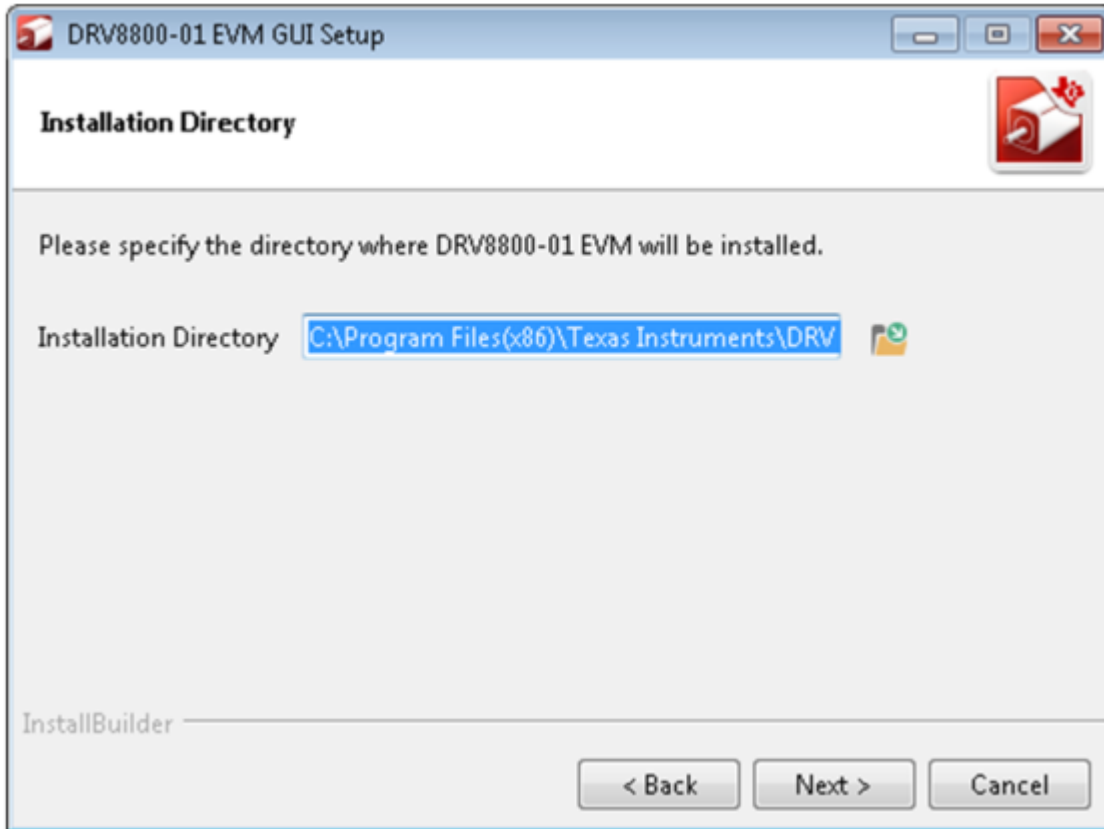 DRV8800-01 EVM GUI Setup
Installation Directory
Please specify the directory where DRV8800-01 EVM will be installed.
Installation Directory C:\Program Files(x86)\Texas Instruments\DRV
InstallBuilder
< Back Next > Cancel